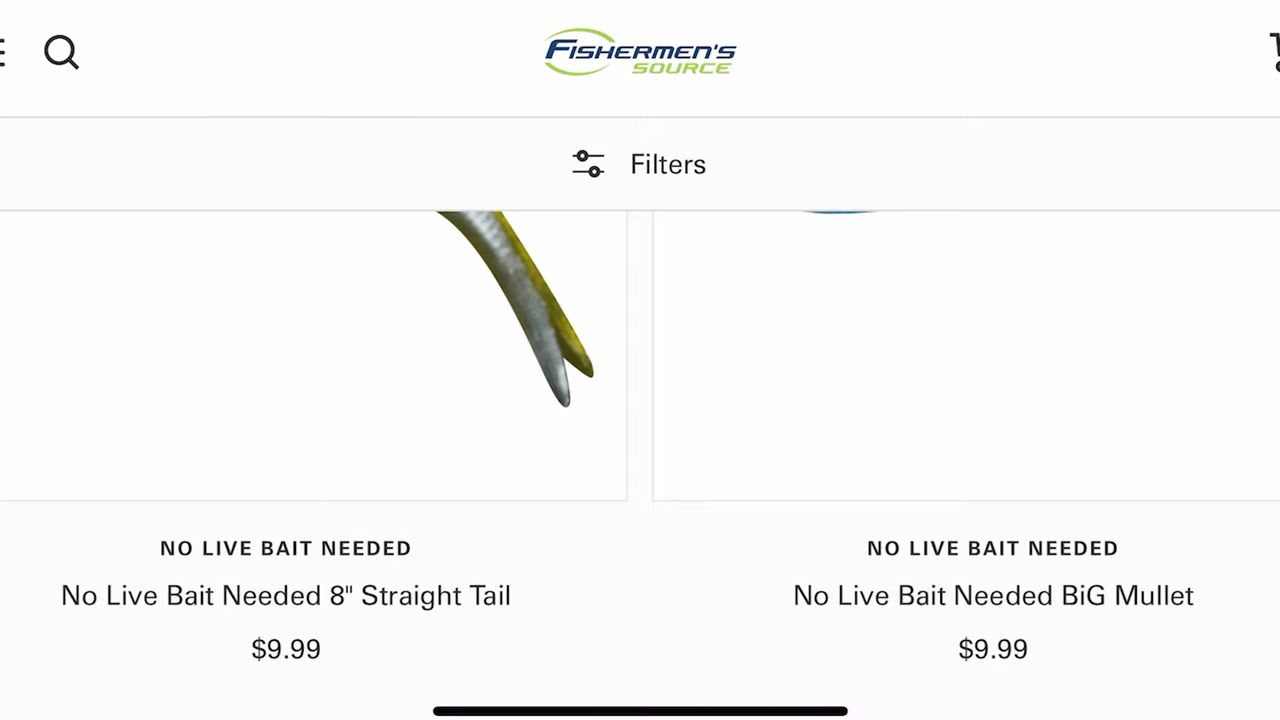 FISHERMEN'S
SOURCE
Filters
NO LIVE BAIT NEEDED
No Live Bait Needed 8" Straight Tail
$9.99
NO LIVE BAIT NEEDED
No Live Bait Needed BiG Mullet
$9.99